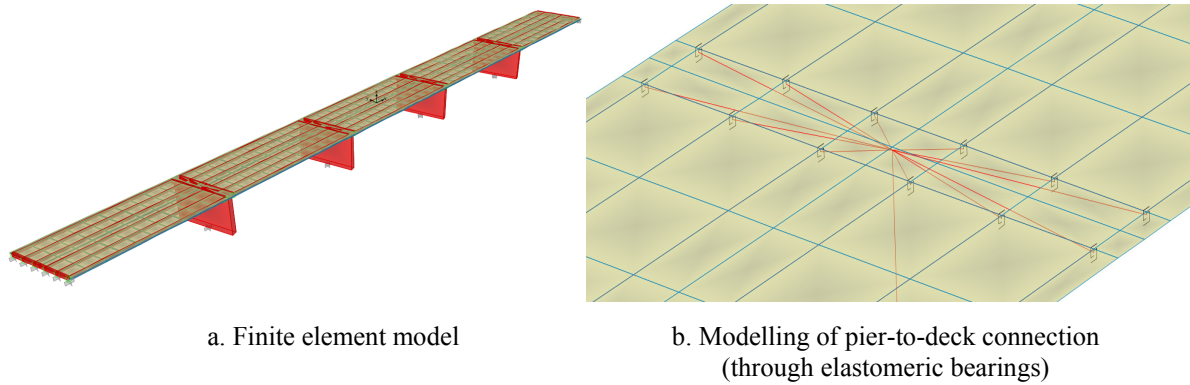 a. Finite element model
b. Modelling of pier-to-deck connection
(through elastomeric bearings)